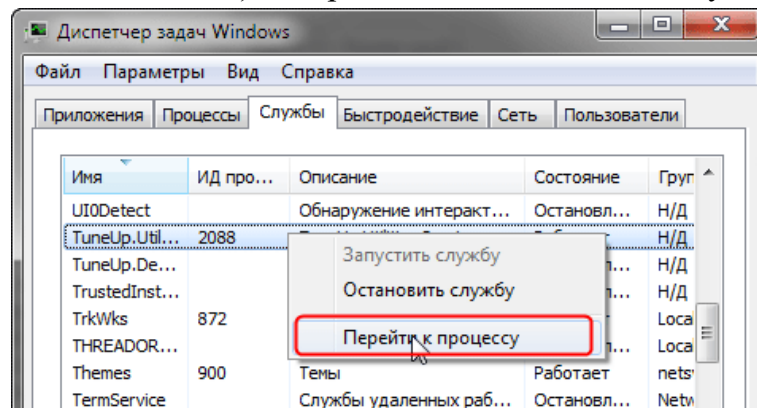 Диспетчер задач Windows
Файл Параметры Вид Справка
Приложения Процессы Службы Быстродействие Сеть Пользователи
Имя ИД про... Описание Состояние Груп
UI0Detect Обнаружение интеракт... Остановл... Н/Д
TuneUp.Util... 2088 Н/Д
TuneUp.De... Н/Д
TrustedInst... Н/Д
TrkWks 872 Loca
THREADOR... Loca
Themes 900 Темы Работает nets
TermService Службы удаленных раб... Остановл... Netw
Запустить службу
Остановить службу
Перейти к процессу